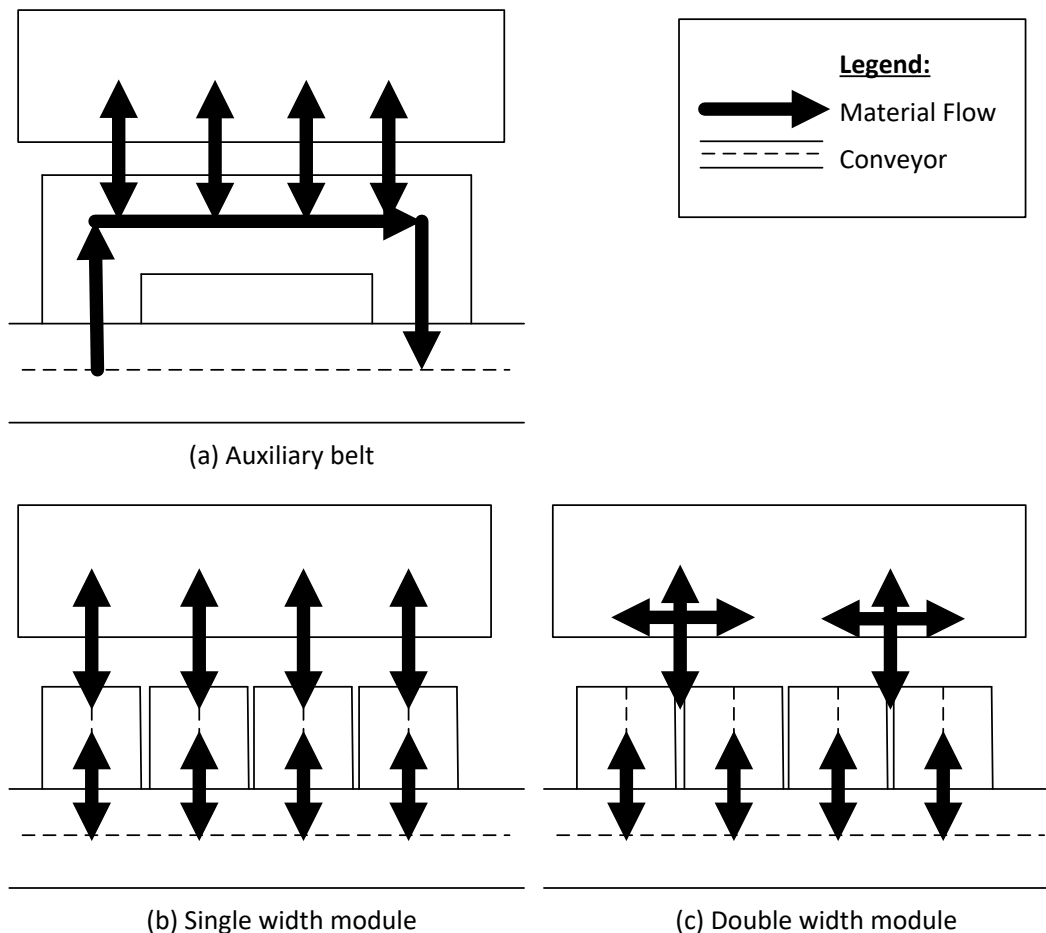 Legend:
Material Flow
Conveyor
(a) Auxiliary belt
(b) Single width module
(c) Double width module